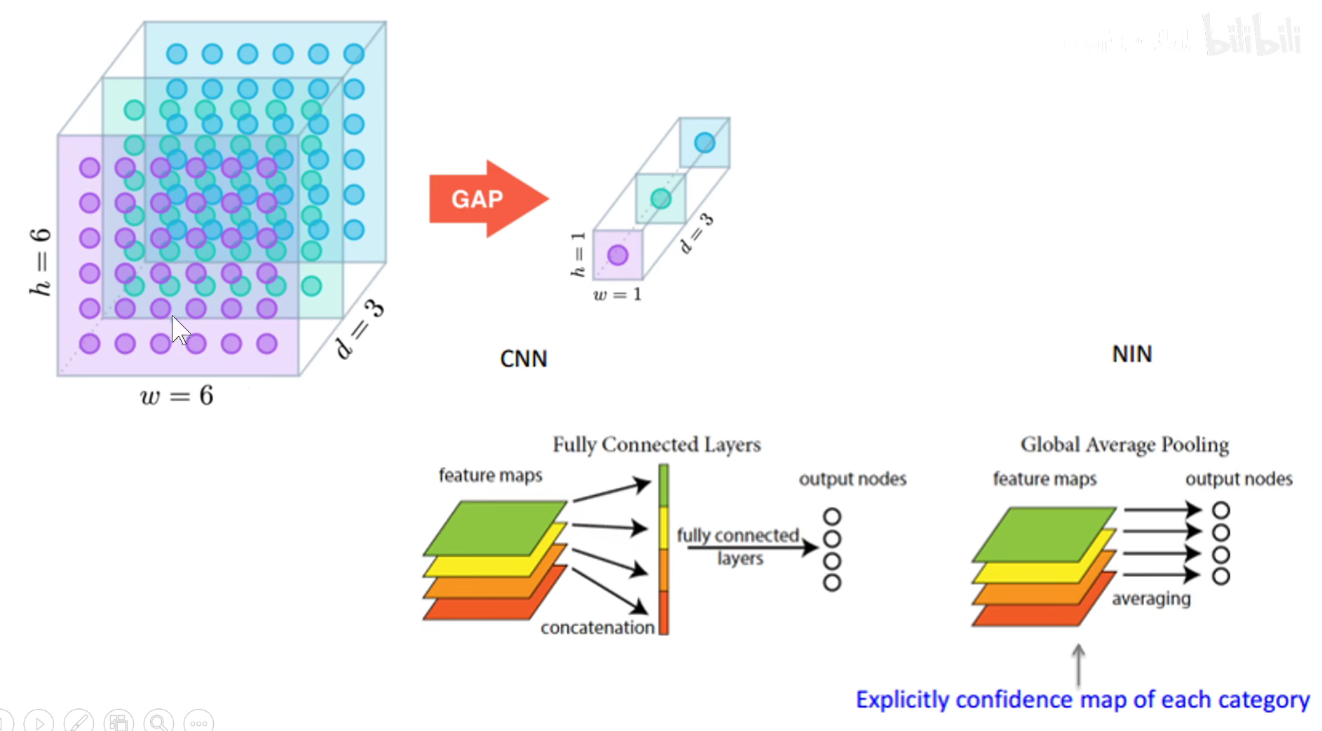 bilibili
GAP
h = 6
w = 6
d = 3
h = 1
w = 1
d = 3
CNN
NIN
Fully Connected Layers
feature maps
output nodes
fully connected
layers
concatenation
Global Average Pooling
feature maps
output nodes
averaging
Explicitly confidence map of each category